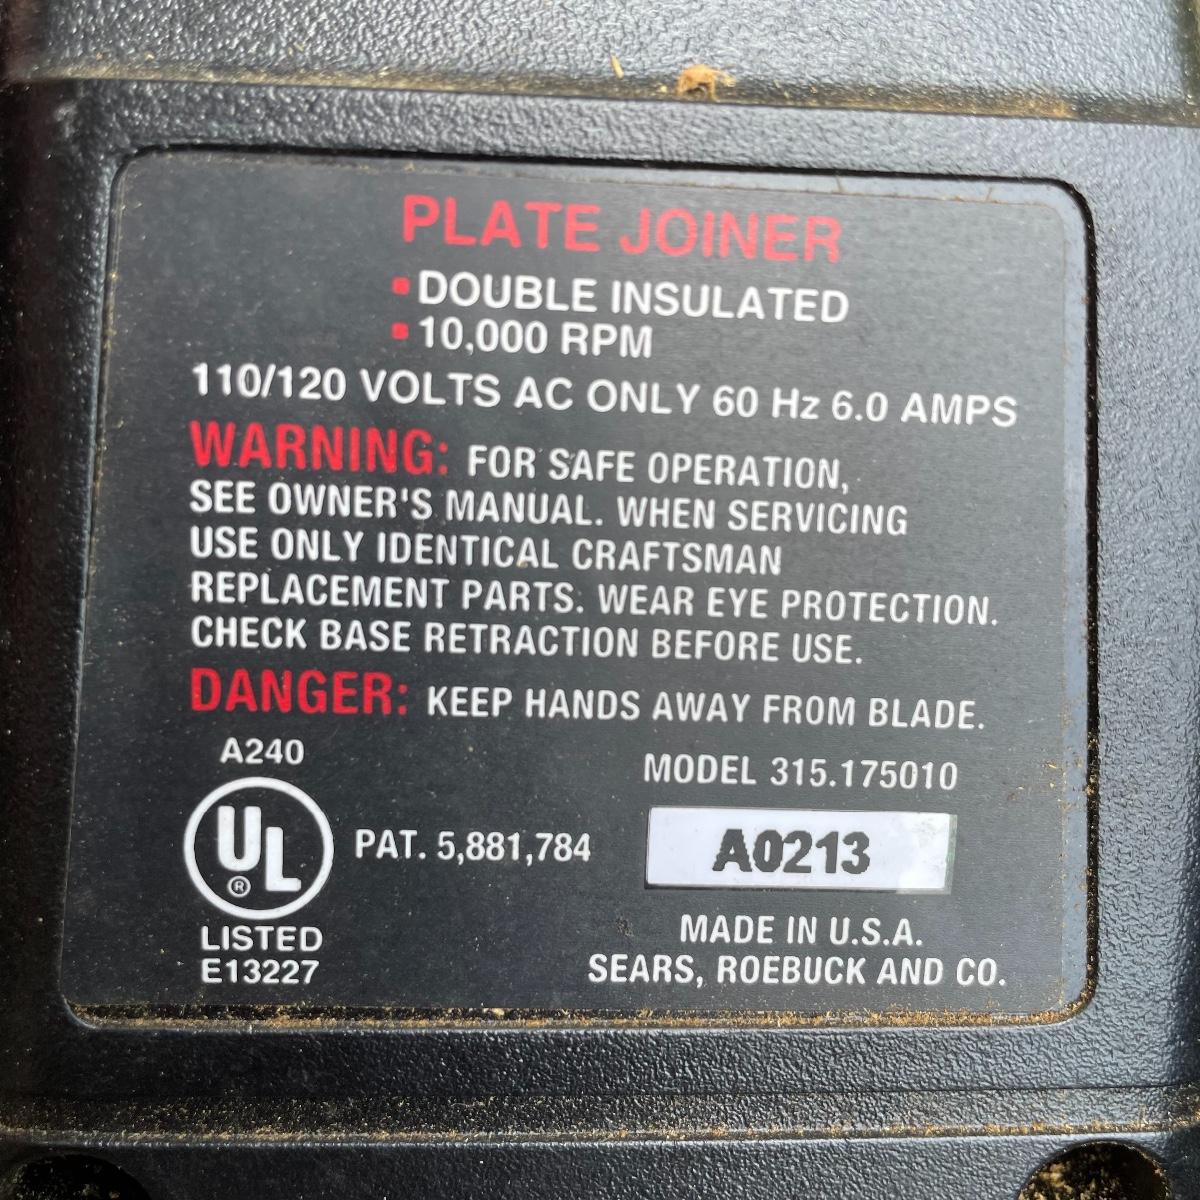 PLATE JOINER
▪ DOUBLE INSULATED
▪ 10,000 RPM
110/120 VOLTS AC ONLY 60 Hz 6.0 AMPS
WARNING: FOR SAFE OPERATION,
SEE OWNER'S MANUAL. WHEN SERVICING
USE ONLY IDENTICAL CRAFTSMAN
REPLACEMENT PARTS. WEAR EYE PROTECTION.
CHECK BASE RETRACTION BEFORE USE.
DANGER: KEEP HANDS AWAY FROM BLADE.
A240
MODEL 315.175010
UL ®
PAT. 5,881,784
A0213
LISTED
E13227
MADE IN U.S.A.
SEARS, ROEBUCK AND CO.